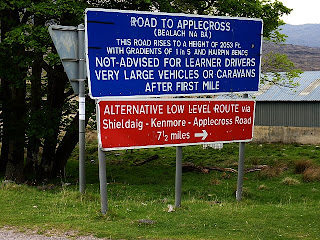 ROAD TO APPLECROSS
(BEALACH NA BÀ)
THIS ROAD RISES TO A HEIGHT OF 2053 Ft.
WITH GRADIENTS OF 1 in 5 AND HAIRPIN BENDS
NOT-ADVISED FOR LEARNER DRIVERS
VERY LARGE VEHICLES OR CARAVANS
AFTER FIRST MILE
ALTERNATIVE LOW LEVEL ROUTE via
Shieldaig - Kenmore - Applecross Road
7½ miles →